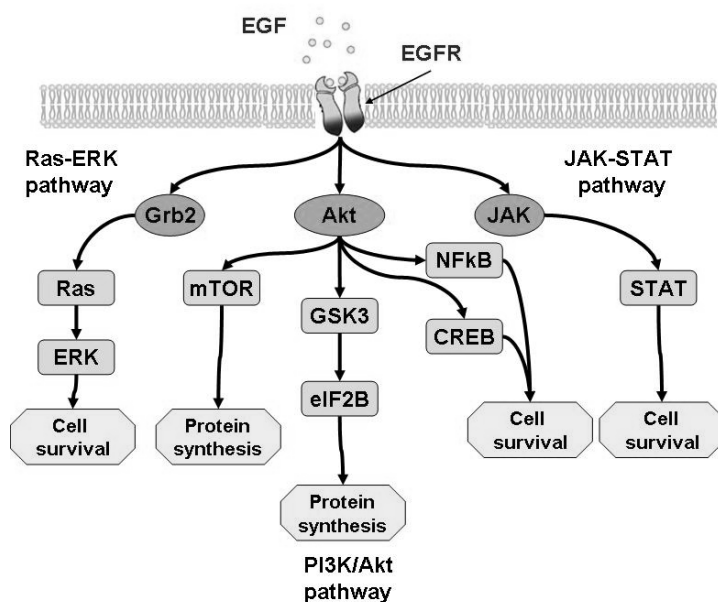 EGF
EGFR
Ras-ERK
pathway
JAK-STAT
pathway
Grb2
Akt
JAK
Ras
mTOR
GSK3
NFkB
CREB
STAT
ERK
eIF2B
Cell
survival
Protein
synthesis
Cell
survival
Cell
survival
Protein
synthesis
PI3K/Akt
pathway